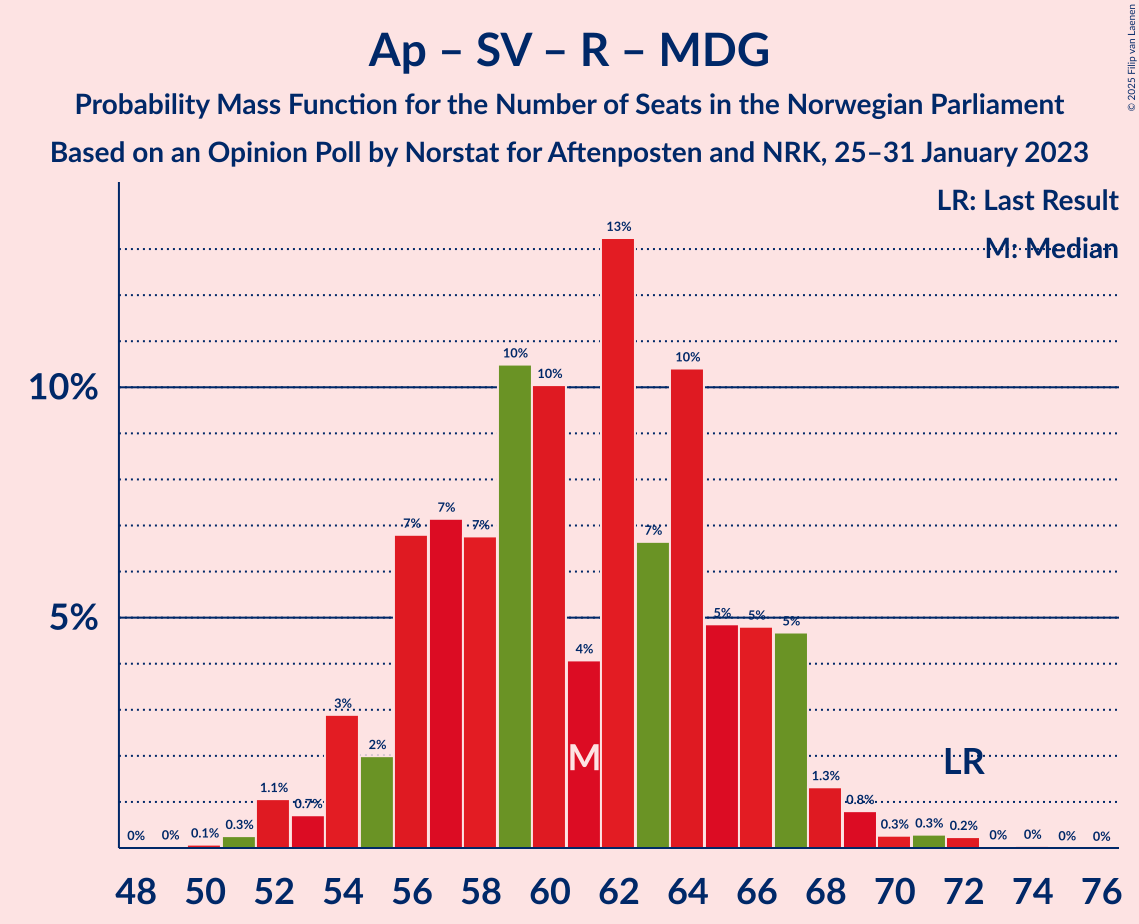 Ap – SV – R – MDG
Probability Mass Function for the Number of Seats in the Norwegian Parliament
Based on an Opinion Poll by Norstat for Aftenposten and NRK, 25–31 January 2023
© 2025 Filip van Laenen
LR: Last Result
M: Median
13%
10% 10%
10%
10%
7% 7% 7% 7%
5%
5% 5% 5%
4%
3%
2%
M
LR
1.1% 0.7% 1.3% 0.8%
0% 0% 0.1% 0.3% 0.3% 0.3% 0.2% 0% 0% 0% 0%
48 50 52 54 56 58 60 62 64 66 68 70 72 74 76